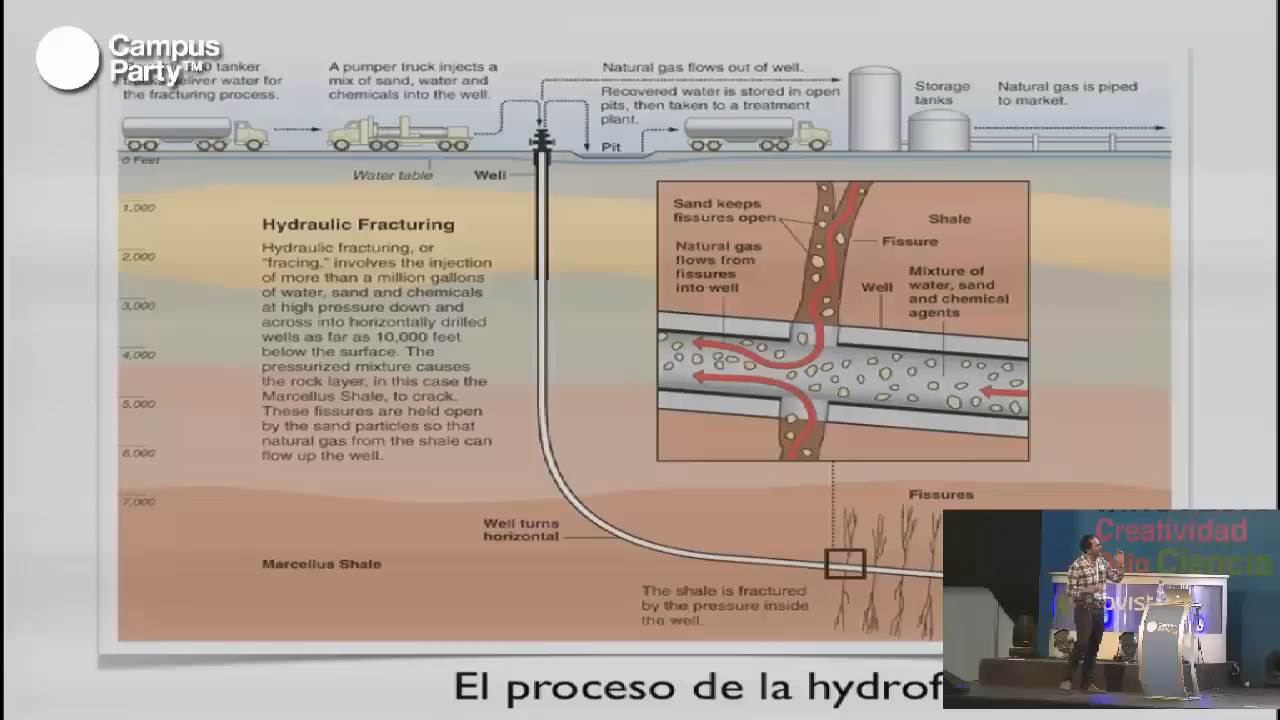 Campus
Party™
tanker
deliver water for
the fracturing process.
A pumper truck injects a
mix of sand, water and
chemicals into the well.
Natural gas flows out of well.
Recovered water is stored in open
pits, then taken to a treatment
plant.
Storage
tanks
Natural gas is piped
to market.
Pit
0 Feet
Water table
Well
1,000
2,000
3,000
4,000
5,000
6,000
7,000
Hydraulic Fracturing
Hydraulic fracturing, or
"fracing," involves the injection
of more than a million gallons
of water, sand and chemicals
at high pressure down and
across into horizontally drilled
wells as far as 10,000 feet
below the surface. The
pressurized mixture causes
the rock layer, in this case the
Marcellus Shale, to crack.
These fissures are held open
by the sand particles so that
natural gas from the shale can
flow up the well.
Sand keeps
fissures open
Shale
Fissure
Natural gas
flows from
fissures
into well
Well
Mixture of
water, sand
and chemical
agents
Well turns
horizontal
Fissures
Marcellus Shale
The shale is fractured
by the pressure inside
the well.
El proceso de la hydrof
Creatividad
Ciencia